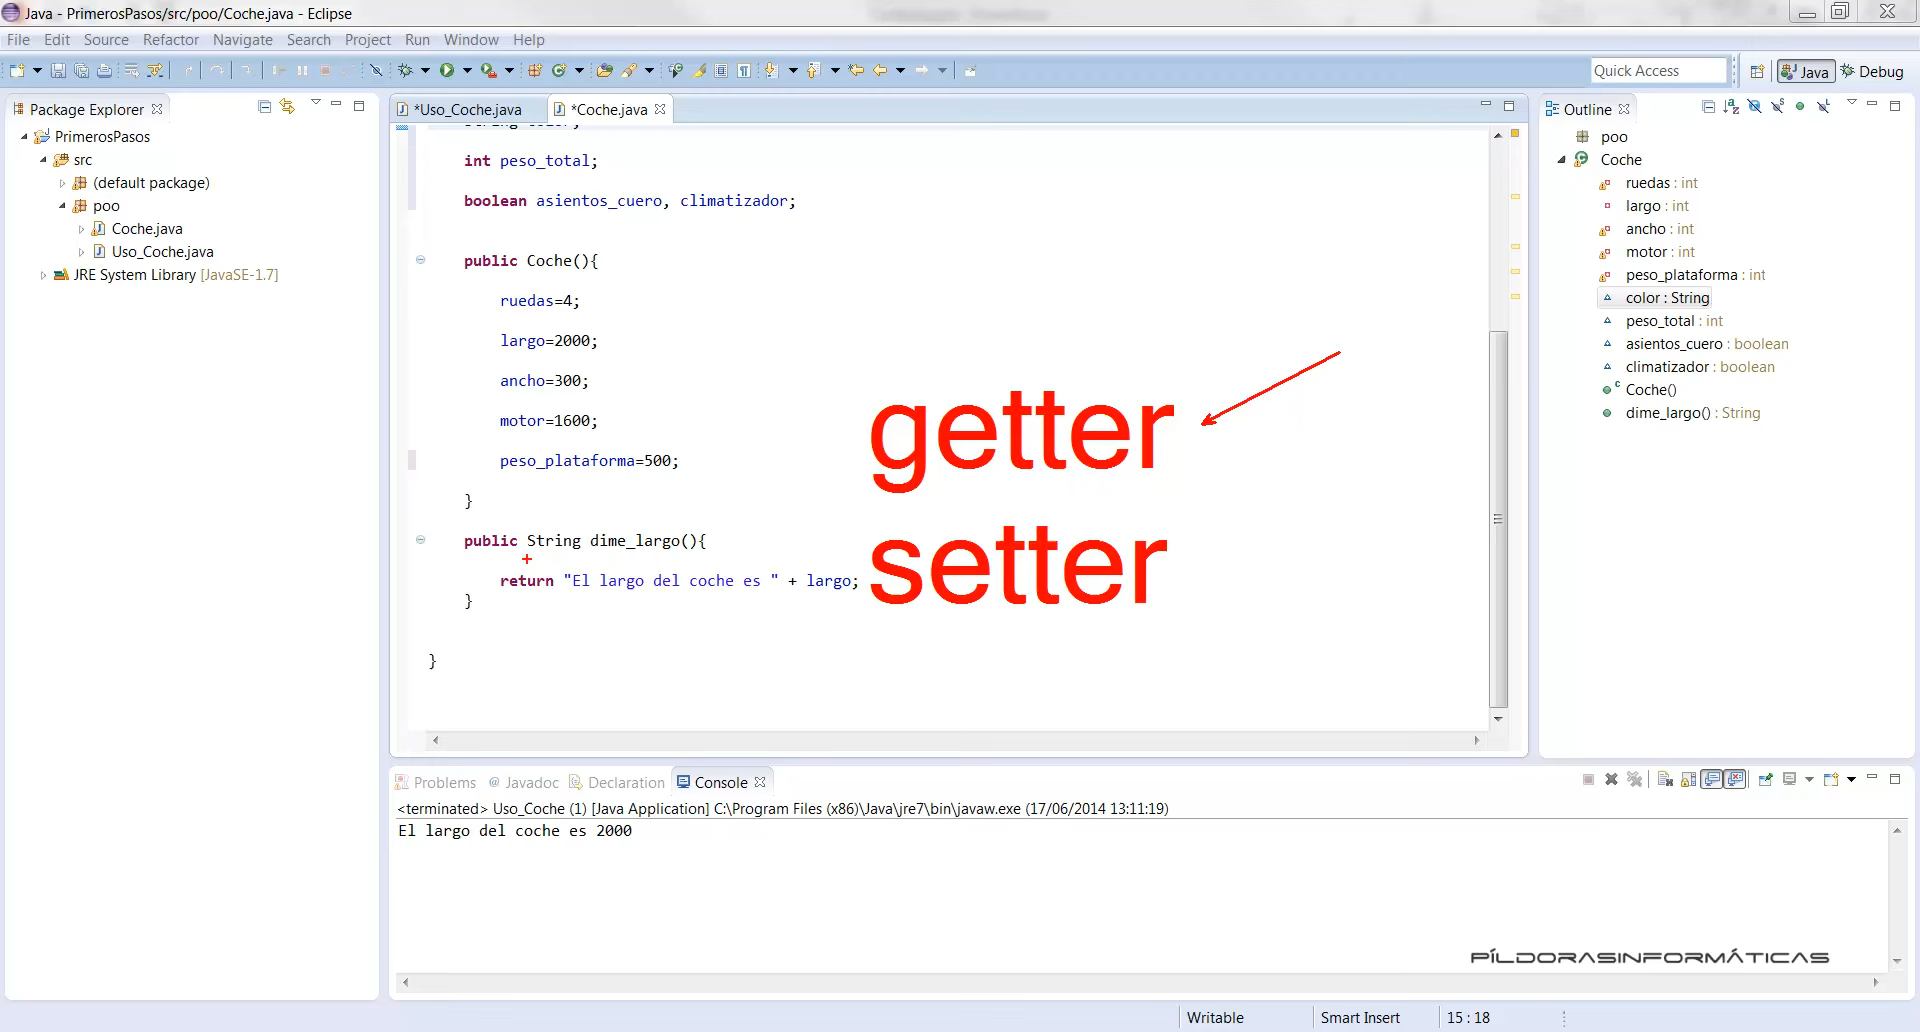 Java - PrimerosPasos/src/poo/Coche.java - Eclipse
File Edit Source Refactor Navigate Search Project Run Window Help
Quick Access
Java
Debug
Package Explorer
PrimerosPasos
src
(default package)
poo
Coche.java
Uso_Coche.java
JRE System Library [JavaSE-1.7]
*Uso_Coche.java
*Coche.java
int peso_total;
boolean asientos_cuero, climatizador;
public Coche(){
ruedas=4;
largo=2000;
ancho=300;
motor=1600;
peso_plataforma=500;
}
public String dime_largo(){
return "El largo del coche es " + largo;
}
}
getter
setter
Outline
poo
Coche
ruedas : int
largo : int
ancho : int
motor : int
peso_plataforma : int
color : String
peso_total : int
asientos_cuero : boolean
climatizador : boolean
Coche()
dime_largo() : String
Problems @ Javadoc Declaration Console
<terminated> Uso_Coche (1) [Java Application] C:\Program Files (x86)\Java\jre7\bin\javaw.exe (17/06/2014 13:11:19)
El largo del coche es 2000
PÍLDORASINFORMÁTICAS
Writable Smart Insert 15 : 18